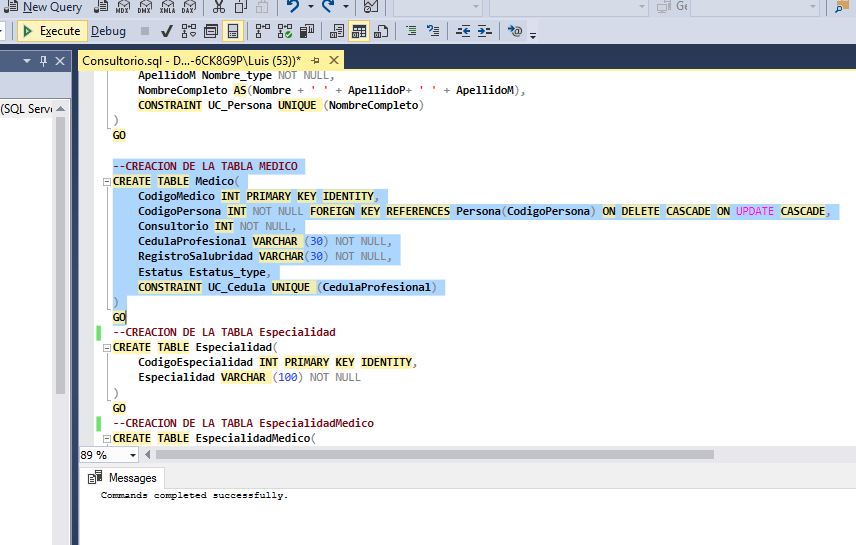 New Query MDX DMX XMLA DAX
Execute Debug
Consultorio.sql - D...-6CK8G9P\Luis (53))*
(SQL Serve
ApellidoM Nombre_type NOT NULL,
NombreCompleto AS(Nombre + ' ' + ApellidoP+ ' ' + ApellidoM),
CONSTRAINT UC_Persona UNIQUE (NombreCompleto)
)
GO
--CREACION DE LA TABLA MEDICO
CREATE TABLE Medico(
CodigoMedico INT PRIMARY KEY IDENTITY,
CodigoPersona INT NOT NULL FOREIGN KEY REFERENCES Persona(CodigoPersona) ON DELETE CASCADE ON UPDATE CASCADE,
Consultorio INT NOT NULL,
CedulaProfesional VARCHAR (30) NOT NULL,
RegistroSalubridad VARCHAR(30) NOT NULL,
Estatus Estatus_type,
CONSTRAINT UC_Cedula UNIQUE (CedulaProfesional)
)
GO
--CREACION DE LA TABLA Especialidad
CREATE TABLE Especialidad(
CodigoEspecialidad INT PRIMARY KEY IDENTITY,
Especialidad VARCHAR (100) NOT NULL
)
GO
--CREACION DE LA TABLA EspecialidadMedico
CREATE TABLE EspecialidadMedico(
89 %
Messages
Commands completed successfully.